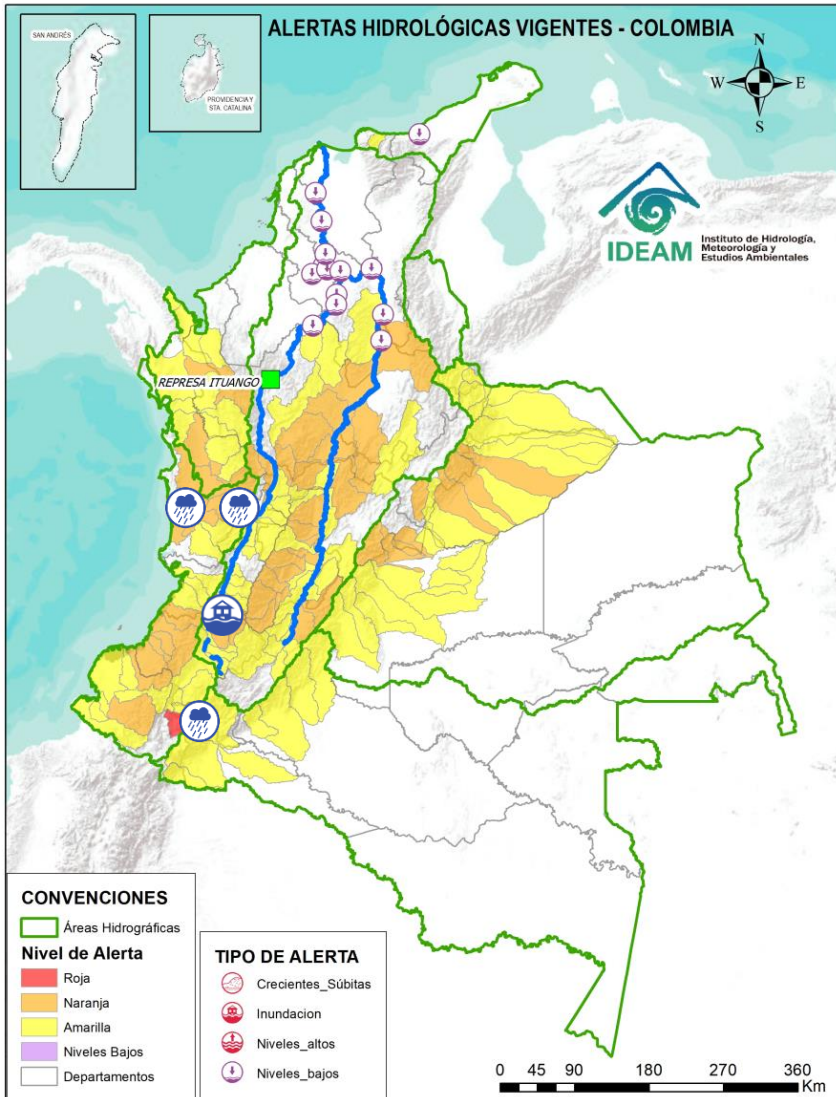 ALERTAS HIDROLÓGICAS VIGENTES - COLOMBIA
SAN ANDRÉS
PROVIDENCIA Y
STA. CATALINA
N
W
E
S
IDEAM
Instituto de Hidrología,
Meteorología y
Estudios Ambientales
REPRESA ITUANGO
CONVENCIONES
Áreas Hidrográficas
Nivel de Alerta
Roja
Naranja
Amarilla
Niveles Bajos
Departamentos
TIPO DE ALERTA
Crecientes_Súbitas
Inundacion
Niveles_altos
Niveles_bajos
0 45 90 180 270 360
Km